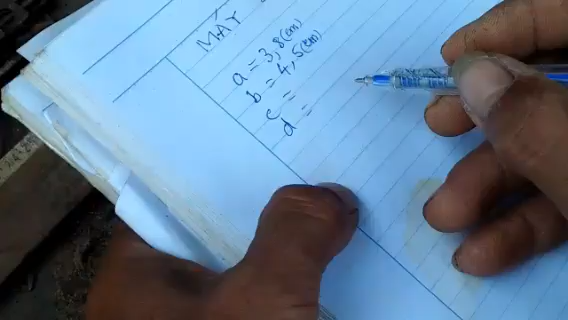 MÁY
a = 3,8(cm)
b = 4,5(cm)
c =
d =